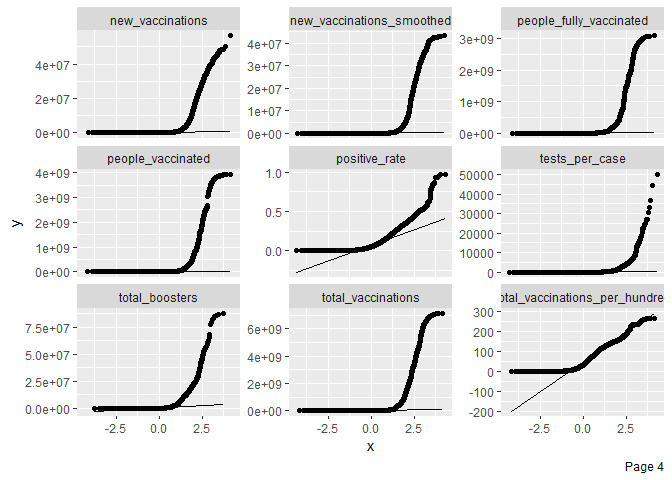 new_vaccinations new_vaccinations_smoothed people_fully_vaccinated
4e+07 4e+07 3e+09
3e+07 2e+09
2e+07 2e+07
1e+07 1e+09
0e+00 0e+00 0e+00
people_vaccinated positive_rate tests_per_case
4e+09 1.0 50000
3e+09 40000
2e+09 0.5 30000
1e+09 20000
0.0 10000
0e+00 0
y
total_boosters total_vaccinations otal_vaccinations_per_hundre
7.5e+07 6e+09 300
5.0e+07 4e+09 200
100
2.5e+07 2e+09 0
-100
0.0e+00 0e+00 -200
-2.5 0.0 2.5 -2.5 0.0 2.5 -2.5 0.0 2.5
x
Page 4